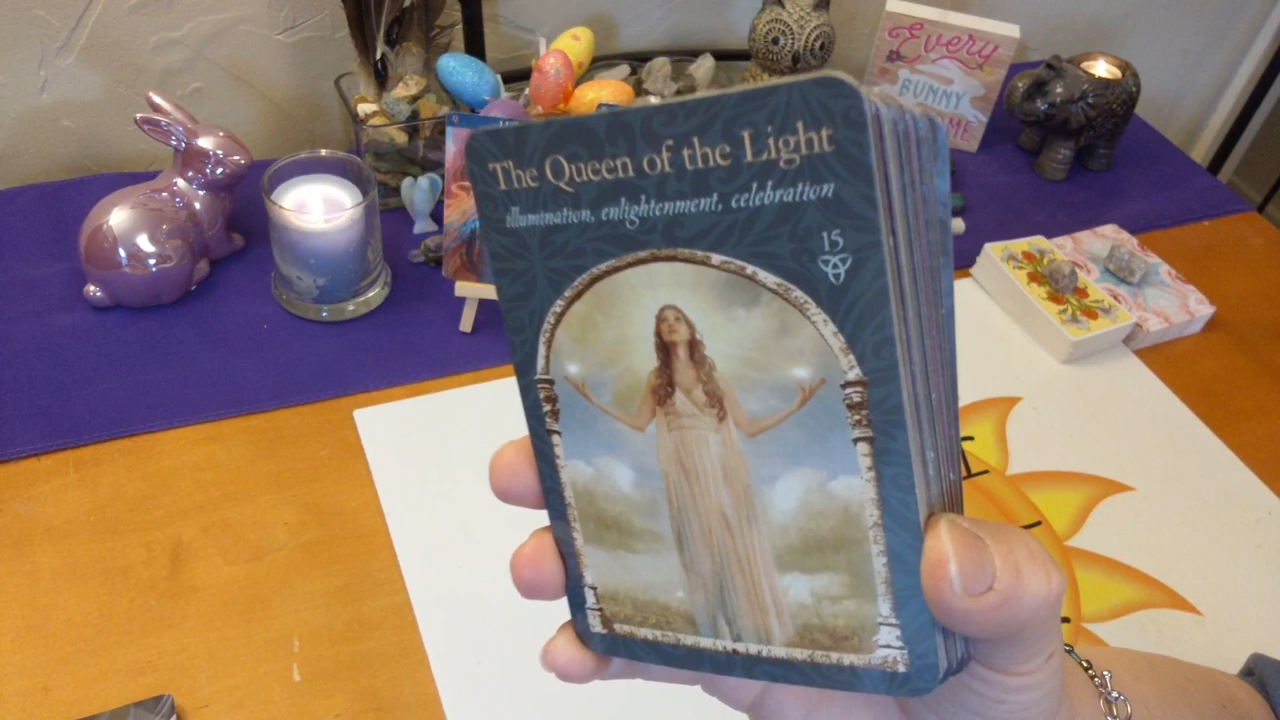 The Queen of the Light
illumination, enlightenment, celebration
15
Every
BUNNY
ME
H